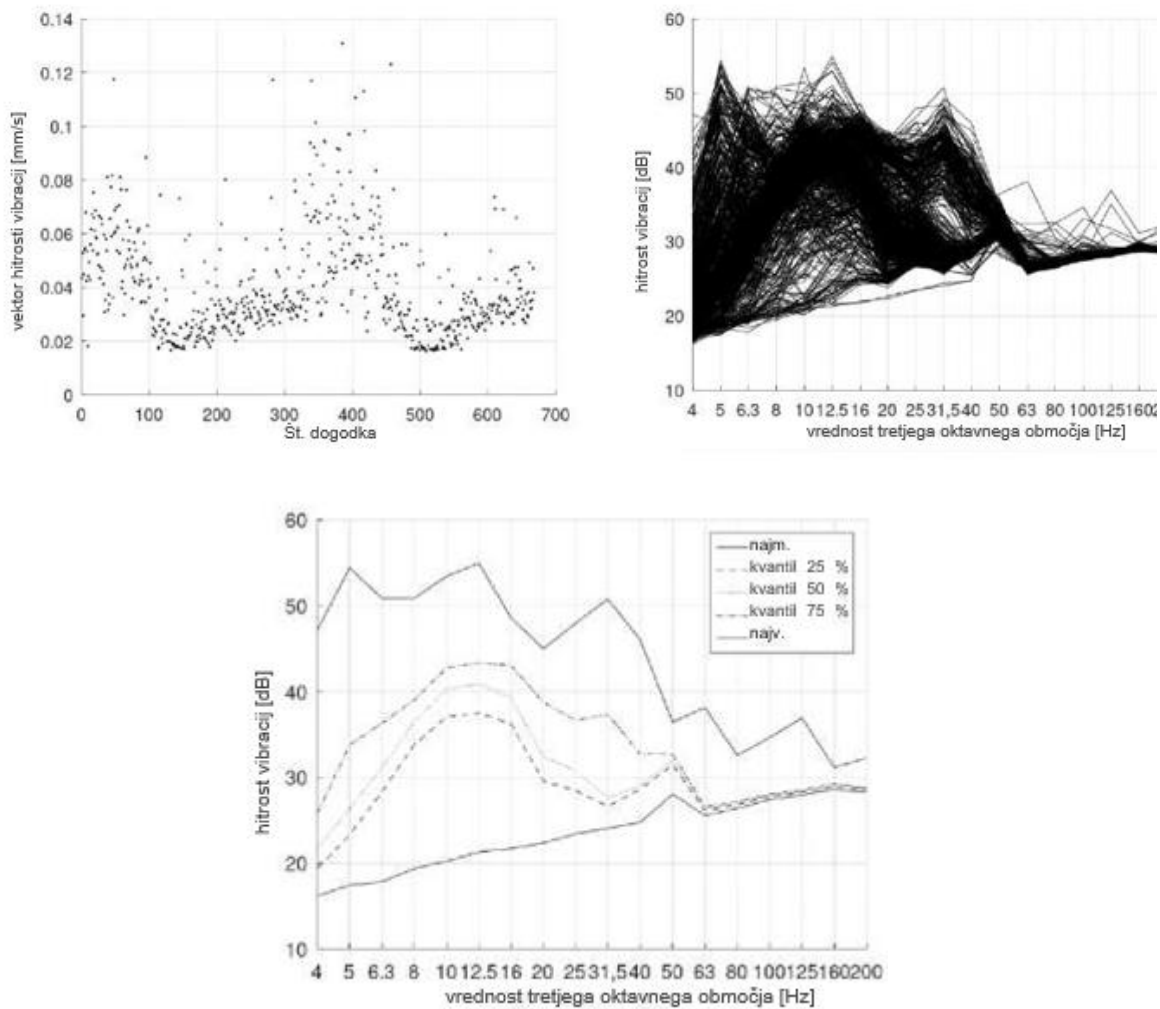 0.14
0.12
0.1
0.08
0.06
0.04
0.02
0
vektor hitrosti vibracij [mm/s]
0 100 200 300 400 500 600 700
Št. dogodka
60
50
40
30
20
10
hitrost vibracij [dB]
4 5 6.3 8 10 12.5 16 20 25 31,5 40 50 63 80 100 125 160 2
vrednost tretjega oktavnega območja [Hz]
60
50
40
30
20
10
hitrost vibracij [dB]
najm.
kvantil 25 %
kvantil 50 %
kvantil 75 %
najv.
4 5 6.3 8 10 12.5 16 20 25 31,5 40 50 63 80 100 125 160 200
vrednost tretjega oktavnega območja [Hz]